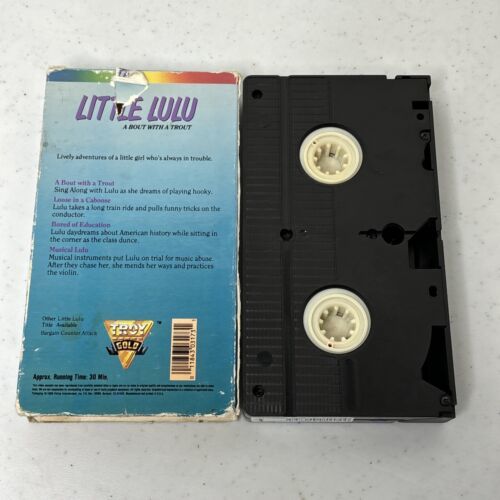 LITTLE LULU
A BOUT WITH A TROUT
Lively adventures of a little girl who's always in trouble.
A Bout with a Trout
Sing Along with Lulu as she dreams of playing hooky.
Loose in a Caboose
Lulu takes a long train ride and pulls funny tricks on the
conductor.
Bored of Education
Lulu daydreams about American history while sitting in
the corner as the class dunce.
Musical Lulu
Musical instruments put Lulu on trial for music abuse.
After they chase her, she mends her ways and practices
the violin.
Other Little Lulu
Title Available
Bargain Counter Attack
TROY
GOLD
TM
Approx. Running Time: 30 Min.